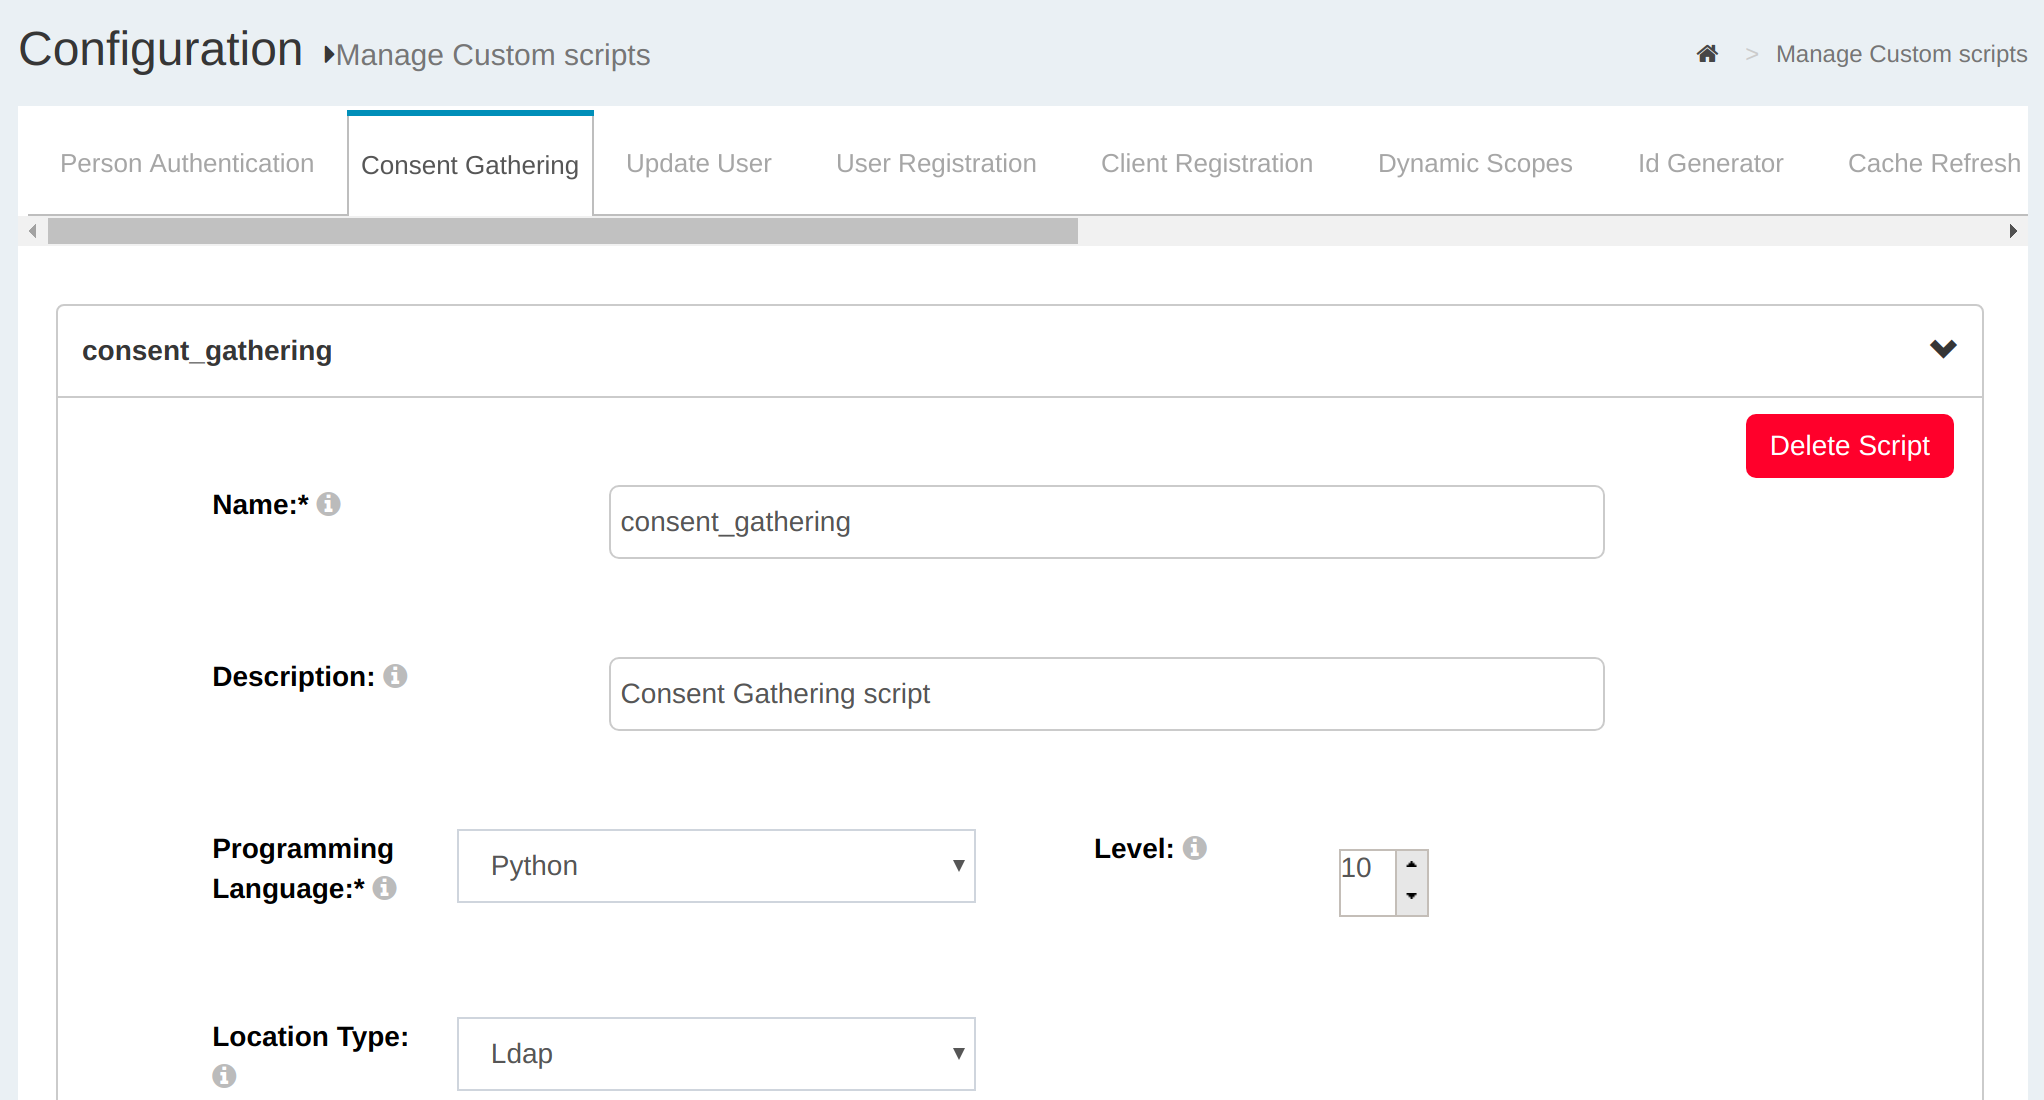 Configuration Manage Custom scripts
> Manage Custom scripts
Person Authentication Consent Gathering Update User User Registration Client Registration Dynamic Scopes Id Generator Cache Refresh
consent_gathering
Delete Script
Name:* consent_gathering
Description: Consent Gathering script
Programming Language:* Python
Level: 10
Location Type: Ldap